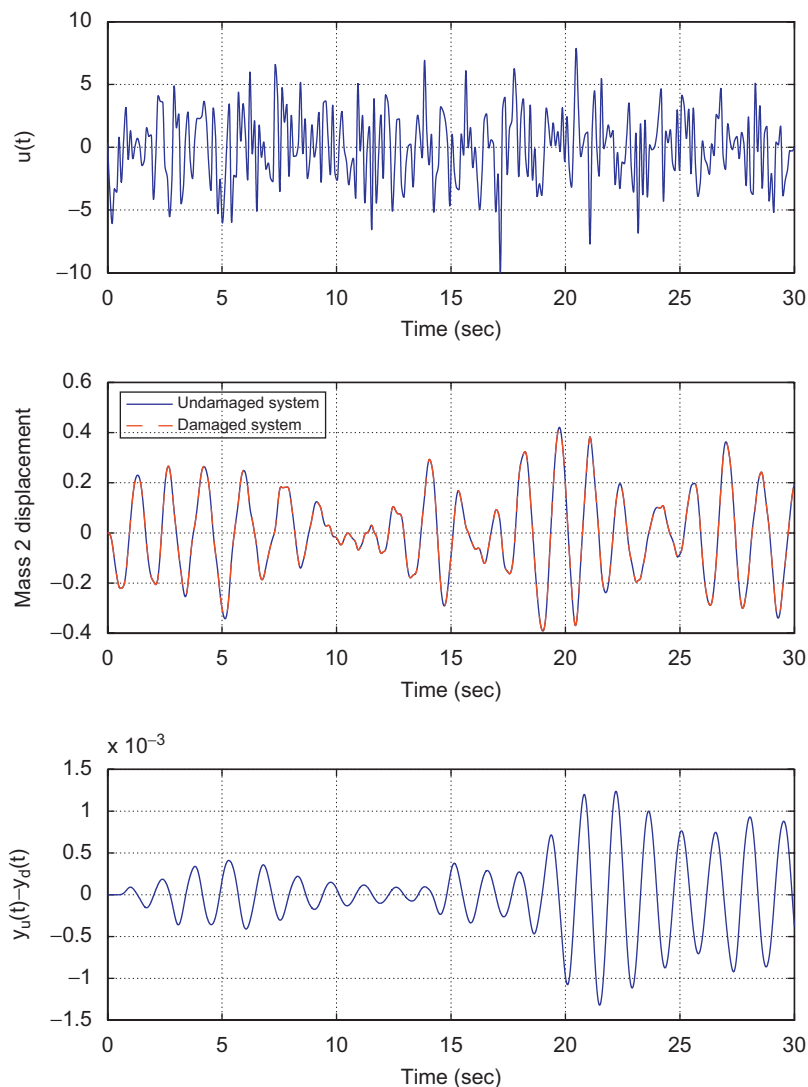 10
5
0
−5
−10
u(t)
0 5 10 15 20 25 30
Time (sec)
0.6
0.4
0.2
0
−0.2
−0.4
Mass 2 displacement
Undamaged system
Damaged system
0 5 10 15 20 25 30
Time (sec)
x 10⁻³
1.5
1
0.5
0
−0.5
−1
−1.5
yᵤ(t)−y_d(t)
0 5 10 15 20 25 30
Time (sec)